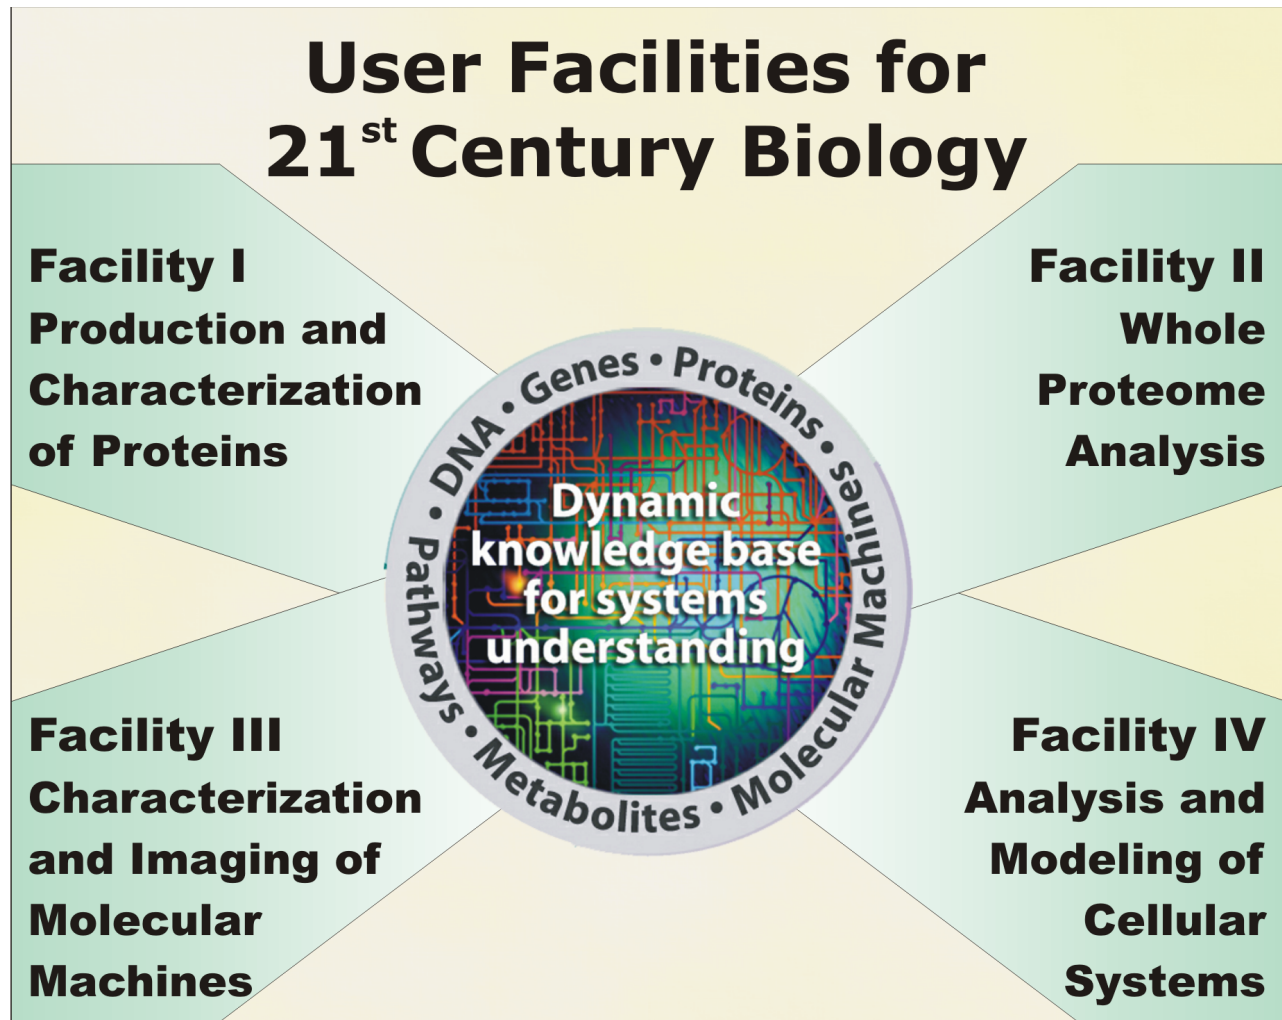 User Facilities for
21st Century Biology
Facility I
Production and
Characterization
of Proteins
Facility II
Whole
Proteome
Analysis
DNA • Genes • Proteins • Molecular Machines • Metabolites • Pathways •
Dynamic
knowledge base
for systems
understanding
Facility III
Characterization
and Imaging of
Molecular
Machines
Facility IV
Analysis and
Modeling of
Cellular
Systems